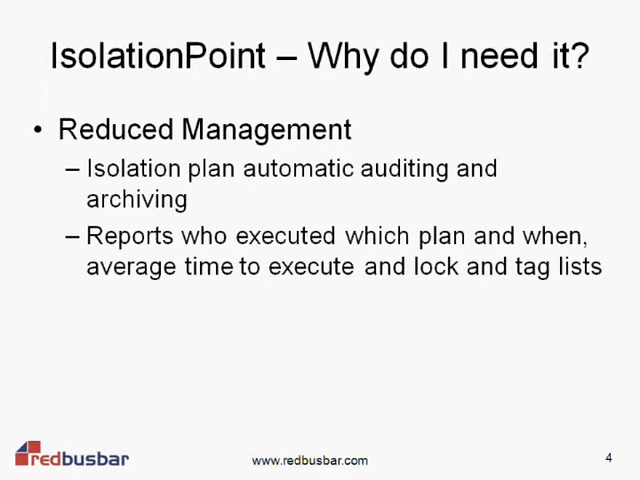 IsolationPoint – Why do I need it?
• Reduced Management
– Isolation plan automatic auditing and
archiving
– Reports who executed which plan and when,
average time to execute and lock and tag lists
redbusbar
www.redbusbar.com
4